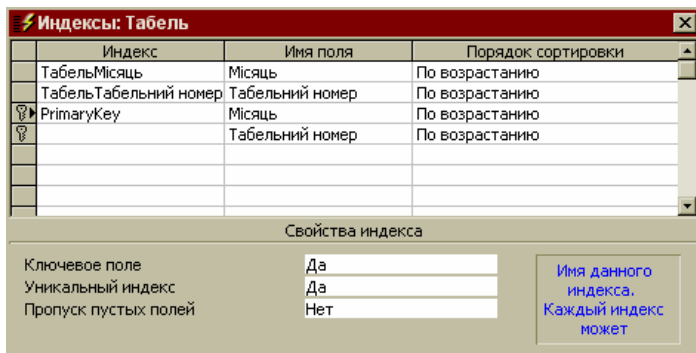 Индексы: Табель
Индекс Имя поля Порядок сортировки
ТабельМісяць Місяць По возрастанию
ТабельТабельний номер Табельний номер По возрастанию
PrimaryKey Місяць По возрастанию
Табельний номер По возрастанию
Свойства индекса
Ключевое поле Да
Уникальный индекс Да
Пропуск пустых полей Нет
Имя данного
индекса.
Каждый индекс
может